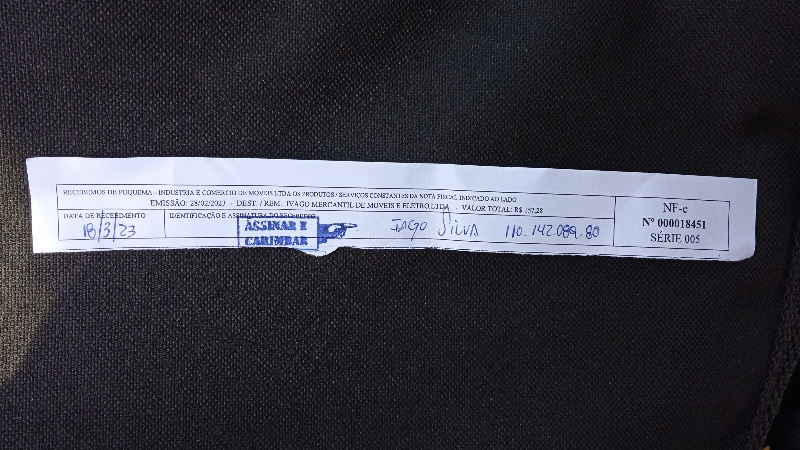 RECEBEMOS DE POQUEMA - INDUSTRIA E COMERCIO DE MOVEIS LTDA OS PRODUTOS / SERVIÇOS CONSTANTES DA NOTA FISCAL INDICADO AO LADO
EMISSÃO: 28/02/2023 - DEST. / REM.: IVAGO MERCANTIL DE MOVEIS E ELETRO LTDA - VALOR TOTAL: R$ 157,28
DATA DE RECEBIMENTO
18/3/23
IDENTIFICAÇÃO E ASSINATURA DO RECEBEDOR
ASSINAR E
CARIMBAR
IAGO SILVA 110.142.089.80
NF-e
Nº 000018451
SÉRIE 005